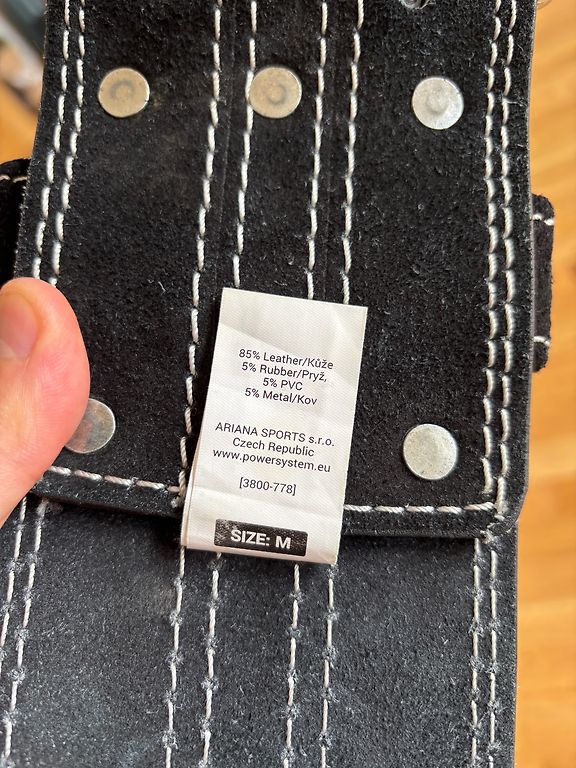 85% Leather/Kůže
5% Rubber/Pryž,
5% PVC
5% Metal/Kov
ARIANA SPORTS s.r.o.
Czech Republic
www.powersystem.eu
[3800-778]
SIZE: M